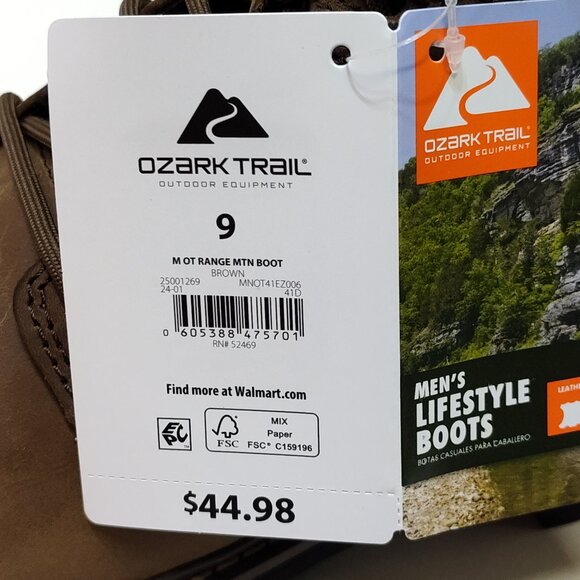 OZARK TRAIL®
OUTDOOR EQUIPMENT
9
M OT RANGE MTN BOOT
BROWN
25001269 MNOT41EZ006
24-01 41D
0 605388 475701
RN# 52469
Find more at Walmart.com
EPC™
FSC®
MIX
Paper
FSC® C159196
$44.98
OZARK TRAIL®
OUTDOOR EQUIPMENT
MEN'S
LIFESTYLE
BOOTS
BOTAS CASUALES PARA CABALLERO
LEATHE